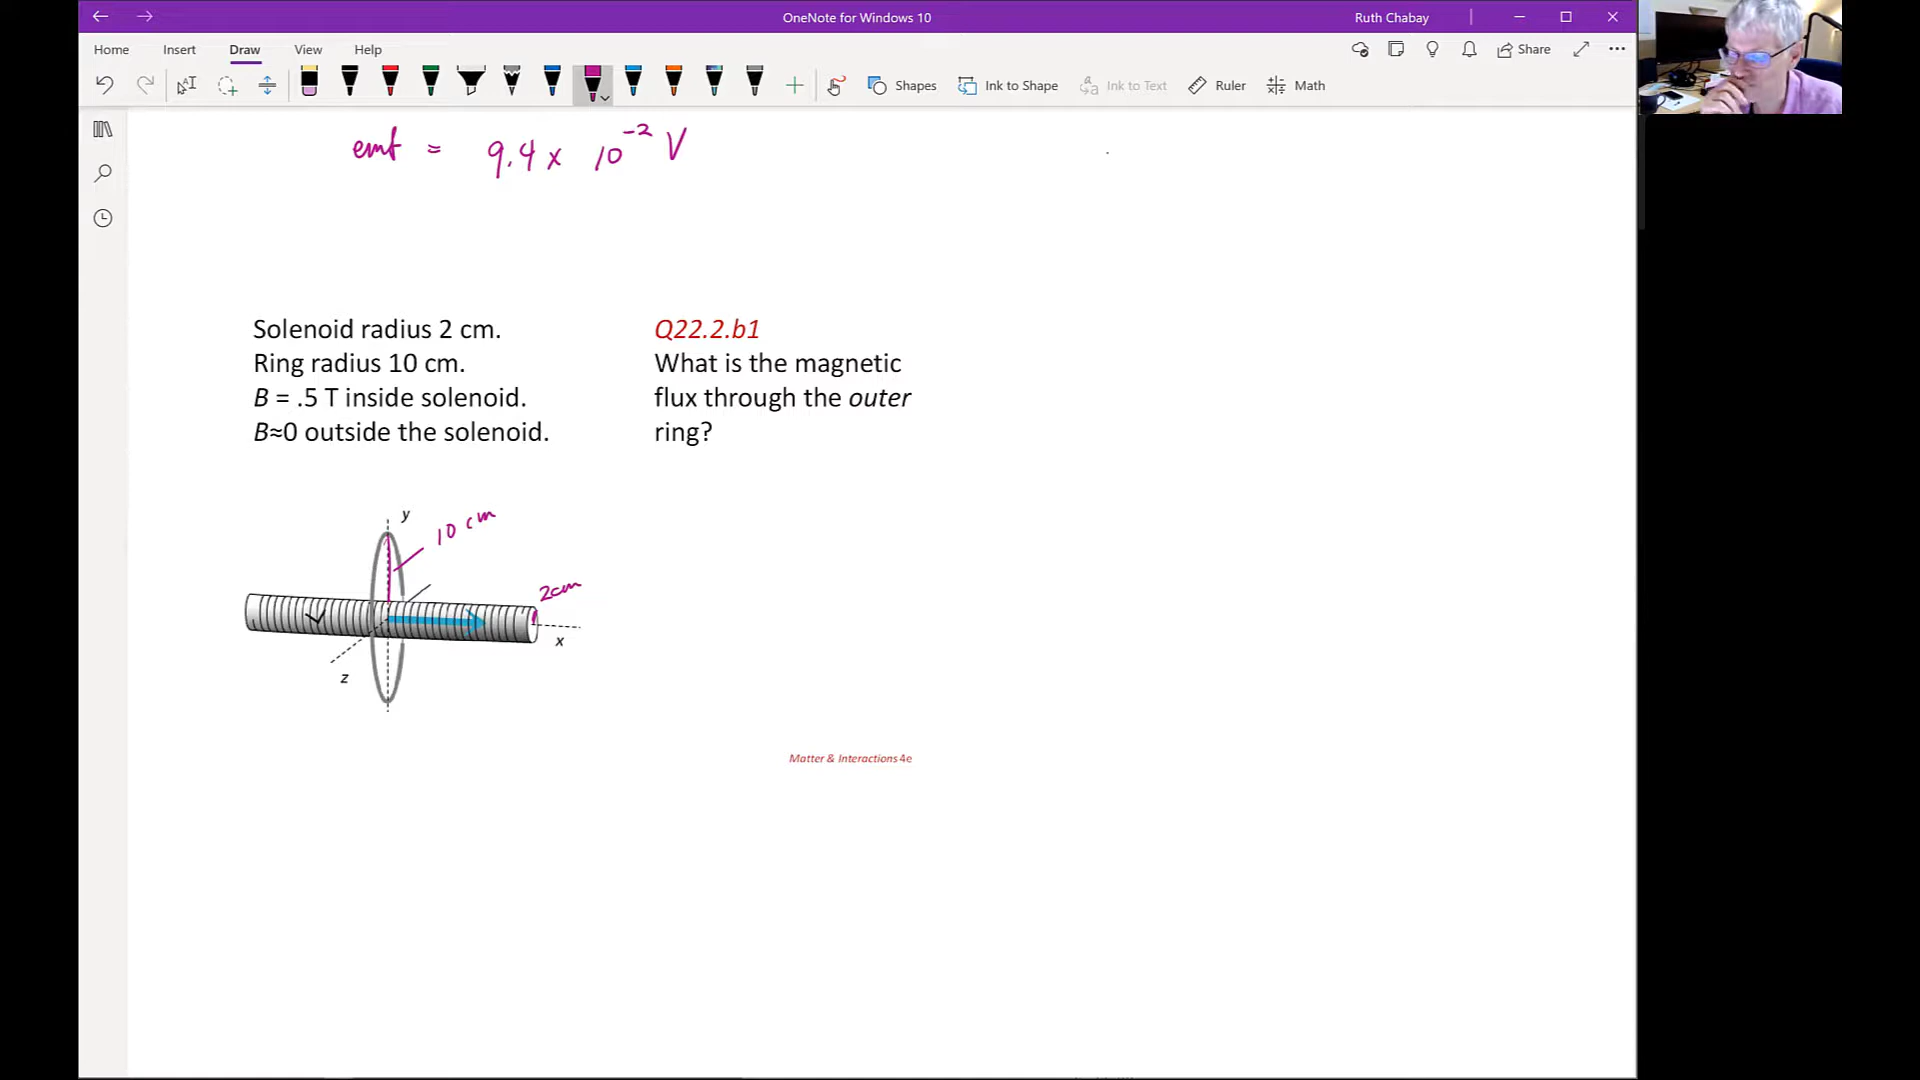 OneNote for Windows 10
Ruth Chabay
Home Insert Draw View Help
Share
Shapes Ink to Shape Ink to Text Ruler Math
emf = 9.4 x 10⁻² V
Solenoid radius 2 cm.
Ring radius 10 cm.
B = .5 T inside solenoid.
B≈0 outside the solenoid.
Q22.2.b1
What is the magnetic
flux through the outer
ring?
y
10 cm
2cm
x
z
Matter & Interactions 4e